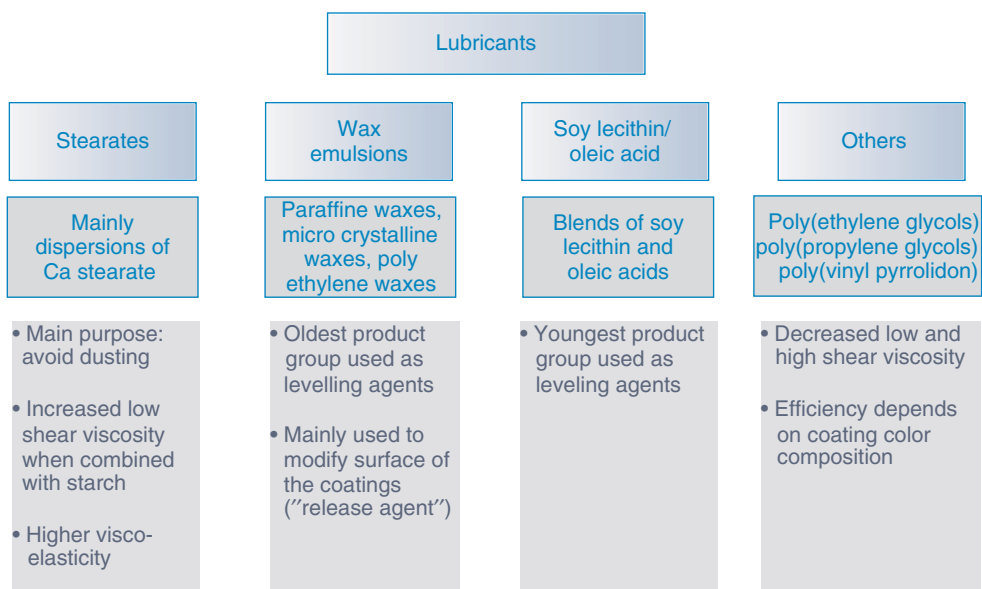 Lubricants
Stearates
Mainly
dispersions of
Ca stearate
• Main purpose:
avoid dusting
• Increased low
shear viscosity
when combined
with starch
• Higher visco-
elasticity
Wax
emulsions
Paraffine waxes,
micro crystalline
waxes, poly
ethylene waxes
• Oldest product
group used as
levelling agents
• Mainly used to
modify surface of
the coatings
(″release agent″)
Soy lecithin/
oleic acid
Blends of soy
lecithin and
oleic acids
• Youngest product
group used as
leveling agents
Others
Poly(ethylene glycols)
poly(propylene glycols)
poly(vinyl pyrrolidon)
• Decreased low and
high shear viscosity
• Efficiency depends
on coating color
composition